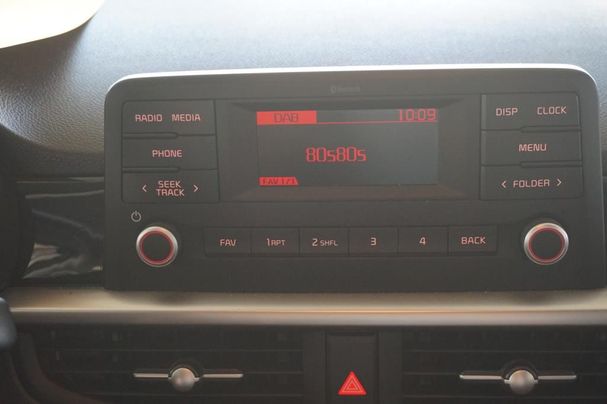 Bluetooth
RADIO MEDIA
DAB 10:09
DISP CLOCK
PHONE
80s80s
MENU
< SEEK TRACK >
FAV 1/1
< FOLDER >
FAV 1 RPT 2 SHFL 3 4 BACK